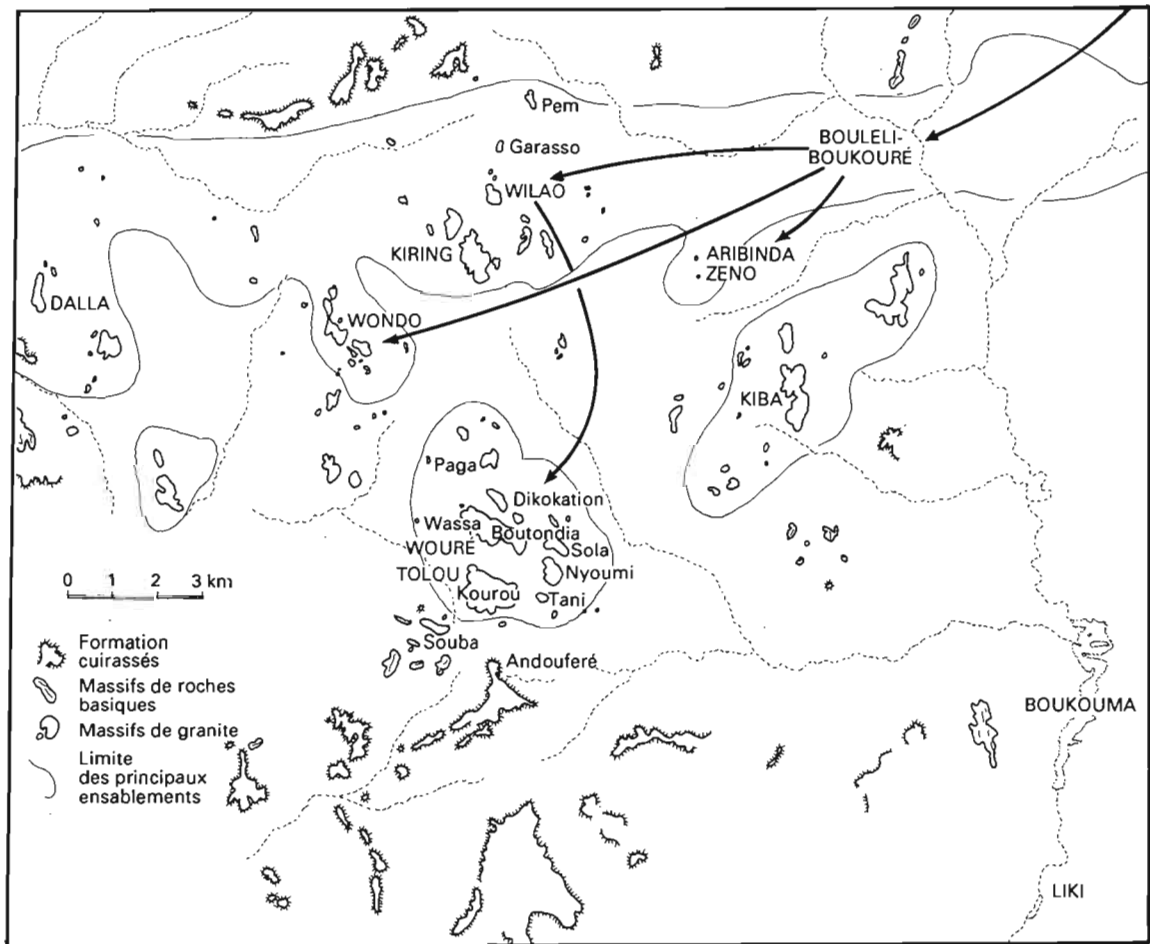 Pem
Garasso
BOULELI-
BOUKOURÉ
WILAO
KIRING
ARIBINDA
ZENO
DALLA
WONDO
KIBA
Paga
Dikokation
Wassa
Boutondia
WOURÉ
Sola
TOLOU
Nyoumi
Kourou
Tani
Souba
Andouferé
BOUKOUMA
LIKI
0 1 2 3 km
Formation
cuirassés
Massifs de roches
basiques
Massifs de granite
Limite
des principaux
ensablements